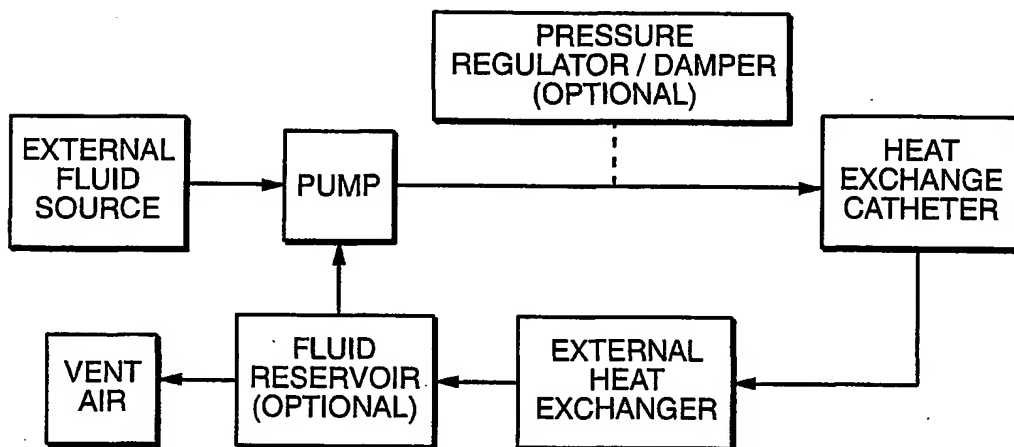 PRESSURE
REGULATOR / DAMPER
(OPTIONAL)
EXTERNAL
FLUID
SOURCE
PUMP
HEAT
EXCHANGE
CATHETER
VENT
AIR
FLUID
RESERVOIR
(OPTIONAL)
EXTERNAL
HEAT
EXCHANGER